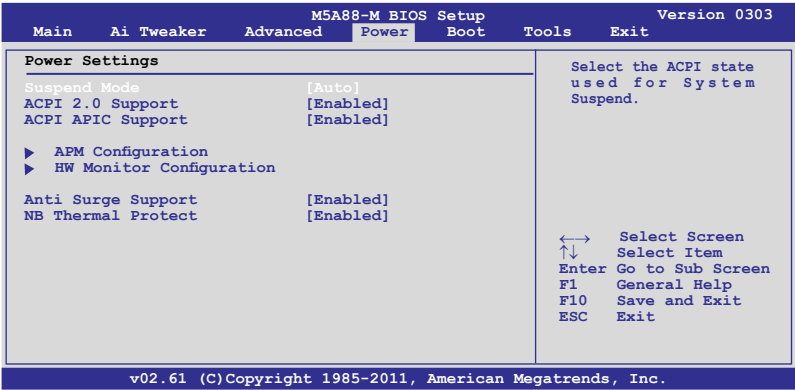 M5A88-M BIOS Setup Version 0303
Main Ai Tweaker Advanced Power Boot Tools Exit
Power Settings
Suspend Mode [Auto]
ACPI 2.0 Support [Enabled]
ACPI APIC Support [Enabled]
APM Configuration
HW Monitor Configuration
Anti Surge Support [Enabled]
NB Thermal Protect [Enabled]
Select the ACPI state
used for System
Suspend.
←→ Select Screen
↑↓ Select Item
Enter Go to Sub Screen
F1 General Help
F10 Save and Exit
ESC Exit
v02.61 (C)Copyright 1985-2011, American Megatrends, Inc.